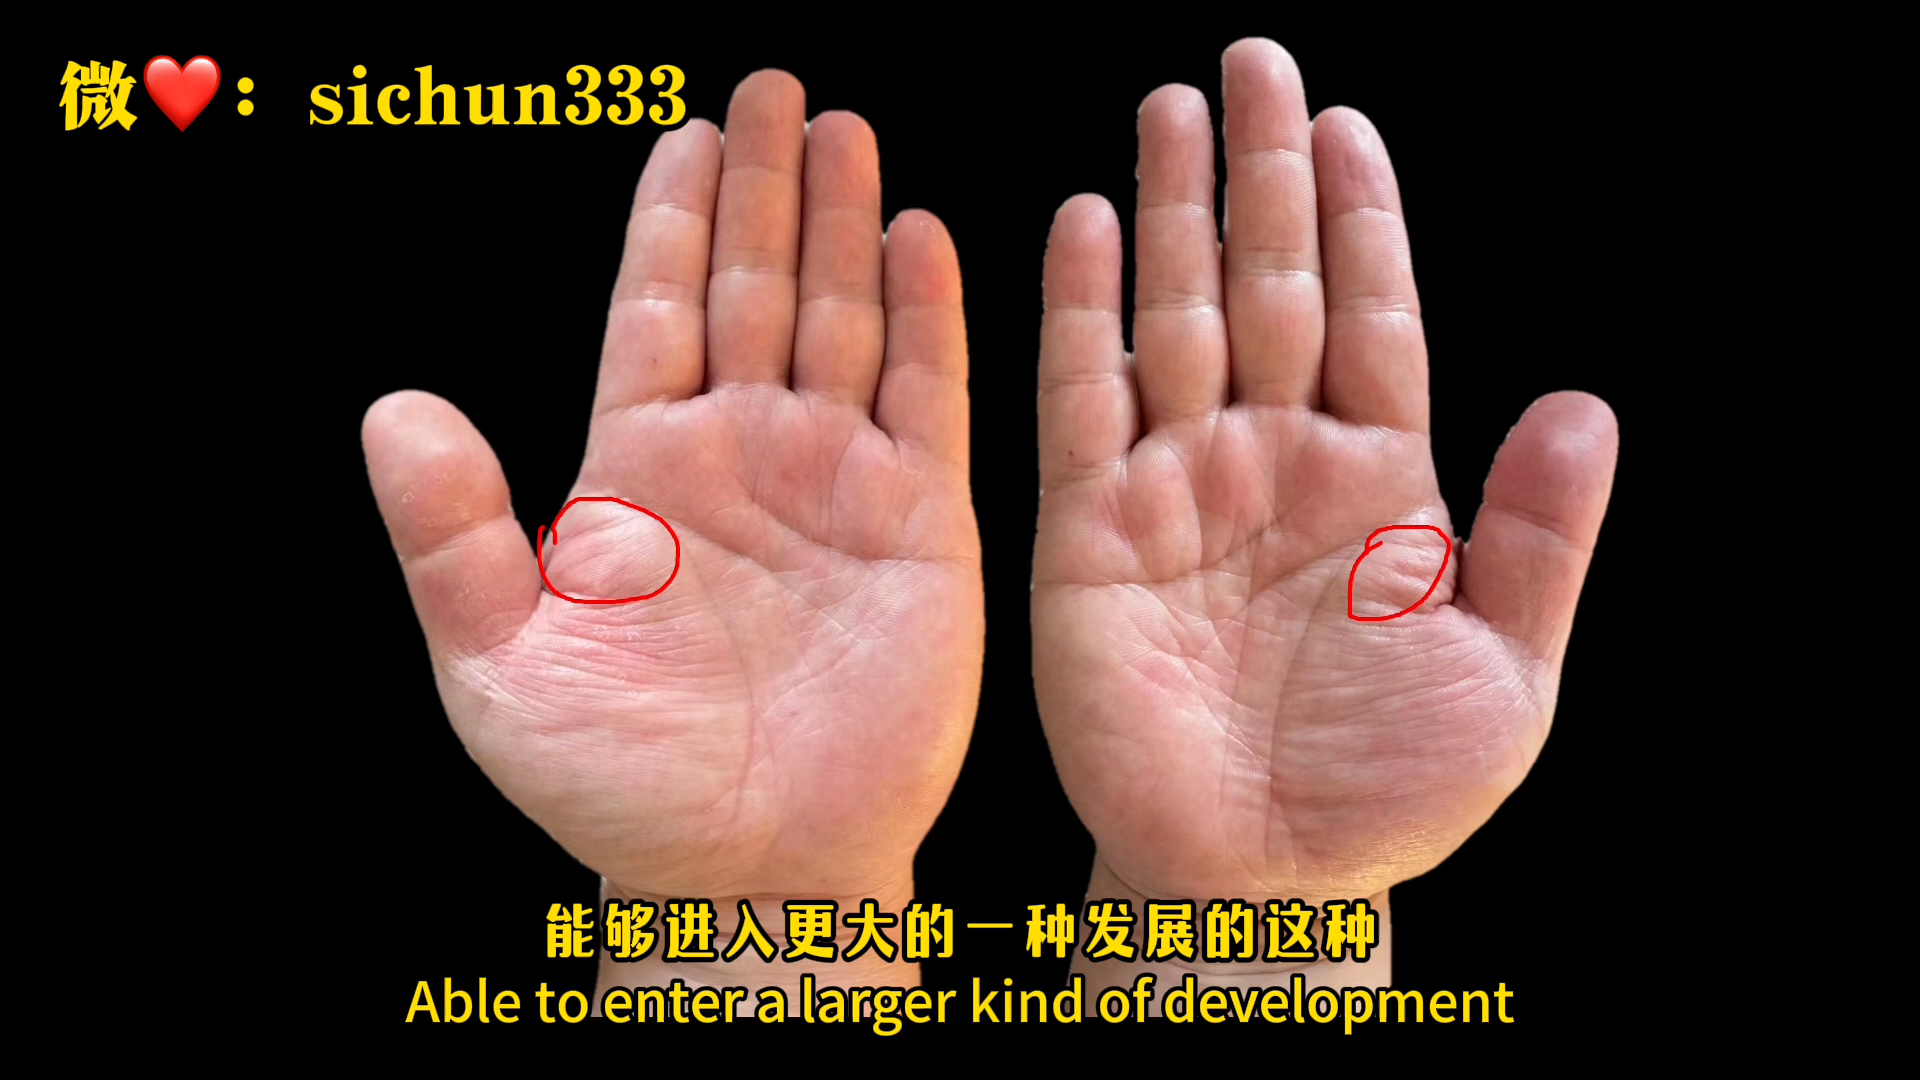 微❤️：sichun333
能够进入更大的一种发展的这种
Able to enter a larger kind of development